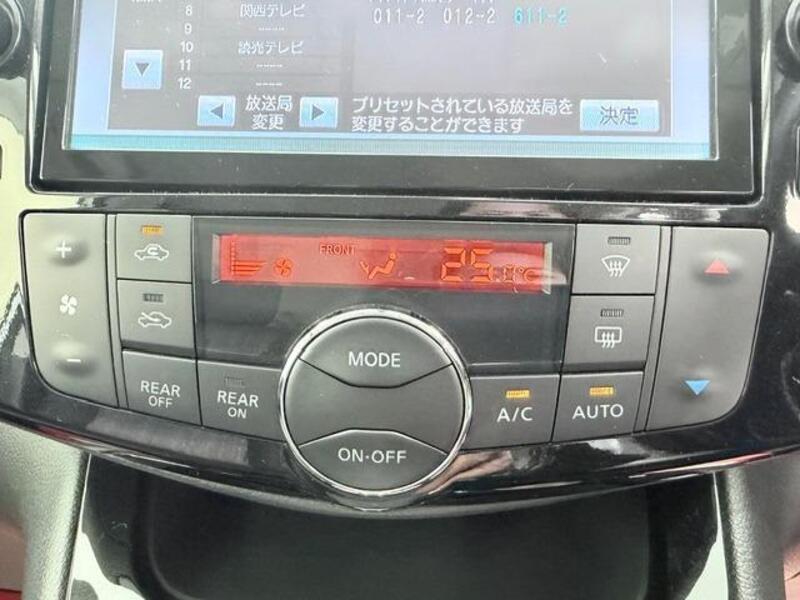 8 関西テレビ
011-2 012-2 611-2
9 -----
10 読売テレビ
11 -----
12
放送局
変更
プリセットされている放送局を
変更することができます
決定
FRONT 25.0°C
+
-
MODE
REAR
OFF
REAR
ON
A/C
AUTO
ON·OFF